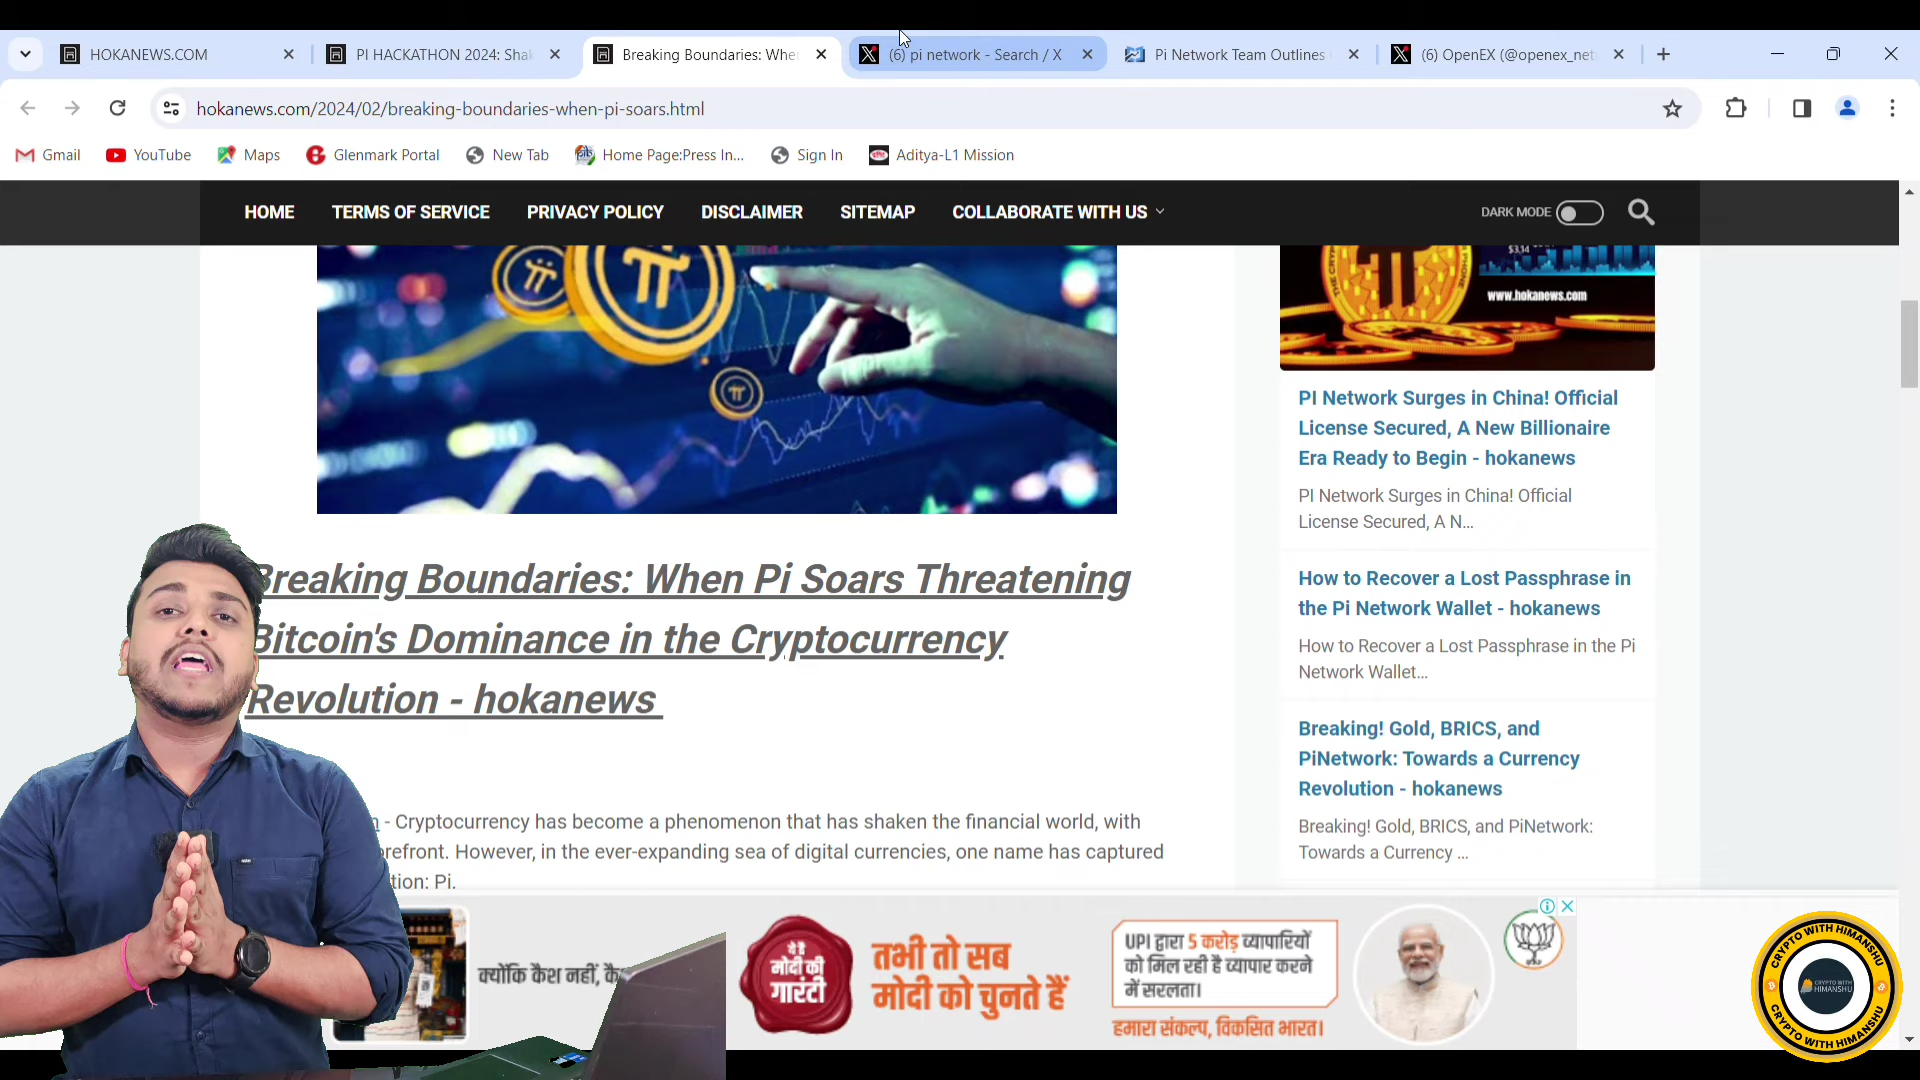 HOKANEWS.COM
PI HACKATHON 2024: Sha
Breaking Boundaries: Whe
(6) pi network - Search / X
Pi Network Team Outlines
(6) OpenEX (@openex_net
hokanews.com/2024/02/breaking-boundaries-when-pi-soars.html
Gmail
YouTube
Maps
Glenmark Portal
New Tab
Home Page:Press In...
Sign In
Aditya-L1 Mission
HOME
TERMS OF SERVICE
PRIVACY POLICY
DISCLAIMER
SITEMAP
COLLABORATE WITH US
DARK MODE
$3.14
www.hokanews.com
PI Network Surges in China! Official
License Secured, A New Billionaire
Era Ready to Begin - hokanews
PI Network Surges in China! Official
License Secured, A N...
How to Recover a Lost Passphrase in
the Pi Network Wallet - hokanews
How to Recover a Lost Passphrase in the Pi
Network Wallet...
Breaking! Gold, BRICS, and
PiNetwork: Towards a Currency
Revolution - hokanews
Breaking! Gold, BRICS, and PiNetwork:
Towards a Currency ...
Breaking Boundaries: When Pi Soars Threatening
Bitcoin's Dominance in the Cryptocurrency
Revolution - hokanews
- Cryptocurrency has become a phenomenon that has shaken the financial world, with
refront. However, in the ever-expanding sea of digital currencies, one name has captured
tion: Pi.
क्योंकि कैश नहीं,
ये है
मोदी की
गारंटी
तभी तो सब
मोदी को चुनते हैं
UPI द्वारा 5 करोड़ व्यापारियों
को मिल रही है व्यापार करने
में सरलता।
हमारा संकल्प, विकसित भारत।
CRYPTO WITH HIMANSHU
CRYPTO WITH
HIMANSHU
CRYPTO WITH HIMANSHU